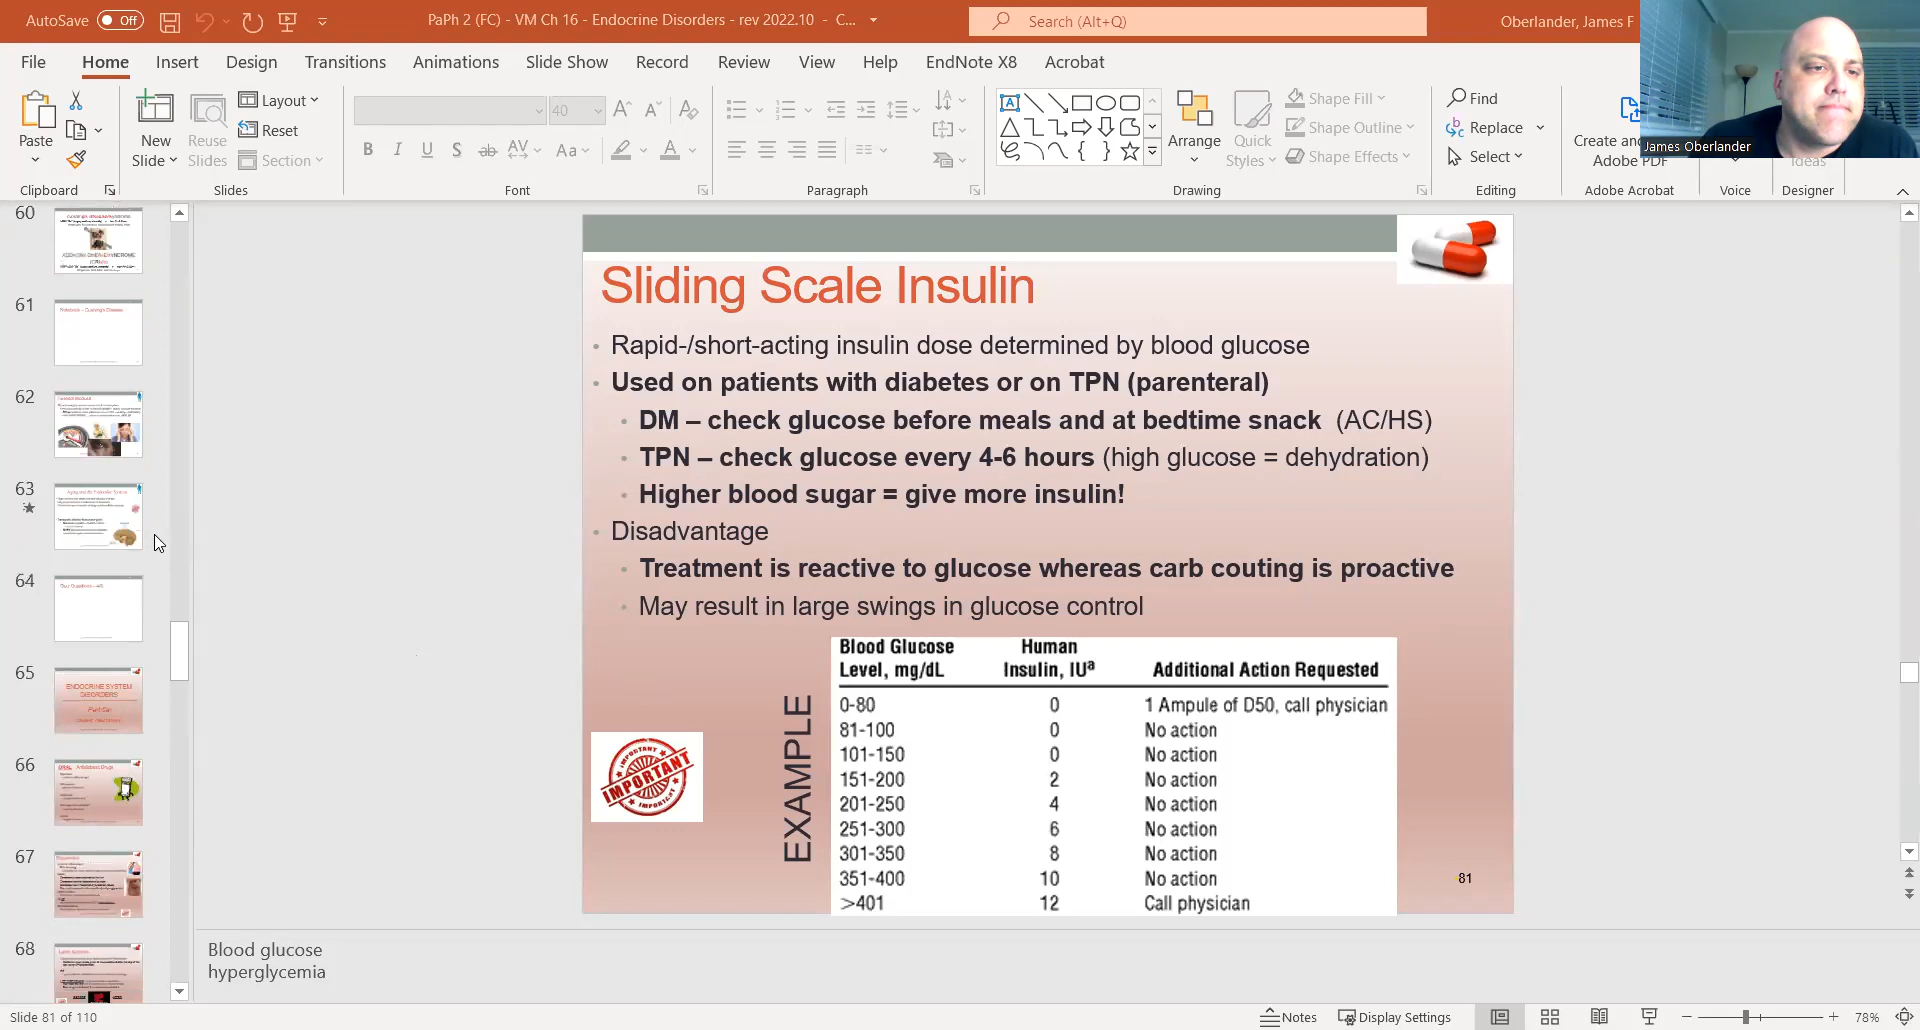 AutoSave Off
PaPh 2 (FC) - VM Ch 16 - Endocrine Disorders - rev 2022.10 - C...
Search (Alt+Q)
Oberlander, James F
File Home Insert Design Transitions Animations Slide Show Record Review View Help EndNote X8 Acrobat
Paste
Clipboard
New Slide
Reuse Slides
Layout
Reset
Section
Slides
40
Font
Paragraph
Arrange
Quick Styles
Shape Fill
Shape Outline
Shape Effects
Drawing
Find
Replace
Select
Editing
Adobe PDF
Adobe Acrobat
Voice
Ideas
Designer
James Oberlander
60
61
62
63
64
65
ENDOCRINE SYSTEM
DISORDERS
66
67
68
Sliding Scale Insulin
Rapid-/short-acting insulin dose determined by blood glucose
Used on patients with diabetes or on TPN (parenteral)
DM – check glucose before meals and at bedtime snack (AC/HS)
TPN – check glucose every 4-6 hours (high glucose = dehydration)
Higher blood sugar = give more insulin!
Disadvantage
Treatment is reactive to glucose whereas carb couting is proactive
May result in large swings in glucose control
IMPORTANT
IMPORTANT
IMPORTANT
EXAMPLE
Blood Glucose Human
Level, mg/dL Insulin, IUa Additional Action Requested
0-80 0 1 Ampule of D50, call physician
81-100 0 No action
101-150 0 No action
151-200 2 No action
201-250 4 No action
251-300 6 No action
301-350 8 No action
351-400 10 No action
>401 12 Call physician
81
Blood glucose
hyperglycemia
Slide 81 of 110
Notes
Display Settings
78%